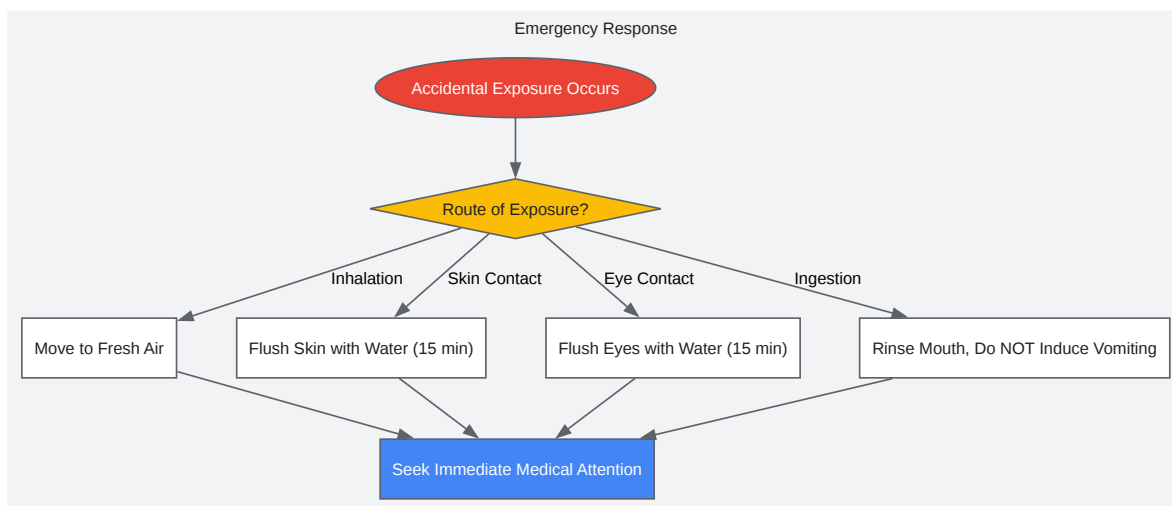 Emergency Response
Accidental Exposure Occurs
Route of Exposure?
Inhalation
Skin Contact
Eye Contact
Ingestion
Move to Fresh Air
Flush Skin with Water (15 min)
Flush Eyes with Water (15 min)
Rinse Mouth, Do NOT Induce Vomiting
Seek Immediate Medical Attention